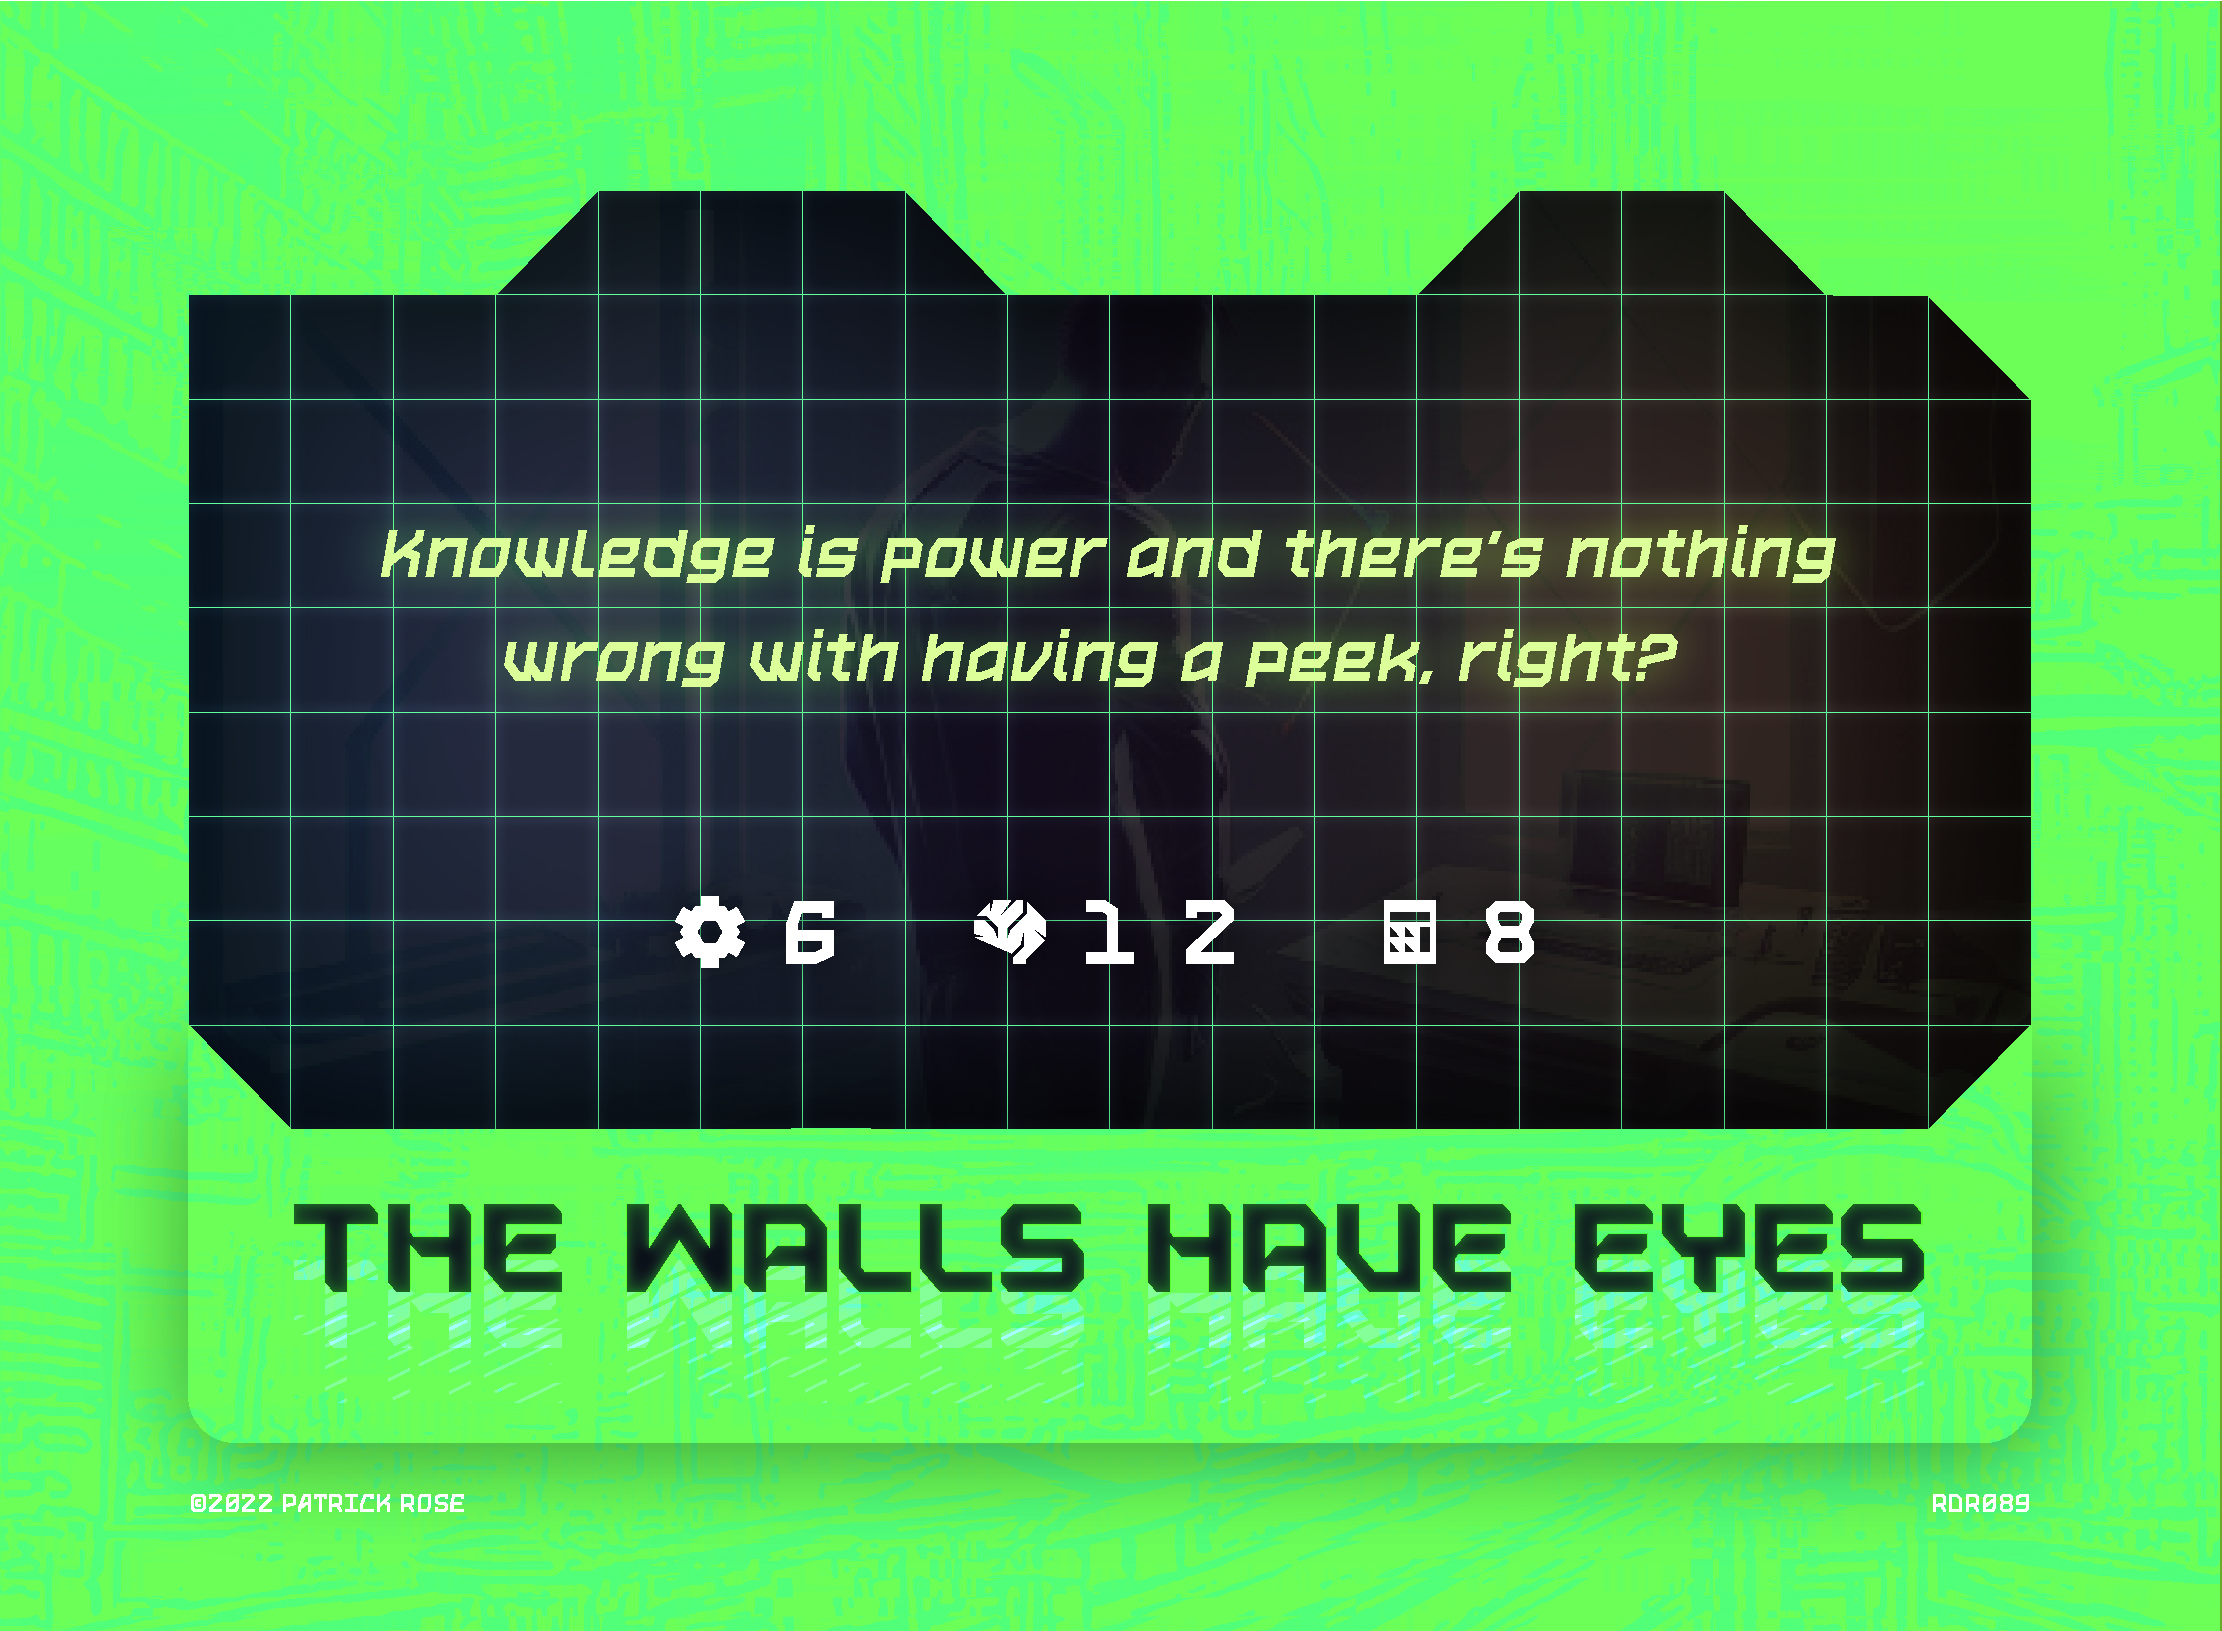 Knowledge is power and there's nothing
wrong with having a peek, right?
6 12 8
THE WALLS HAVE EYES
©2022 PATRICK ROSE
RDR089